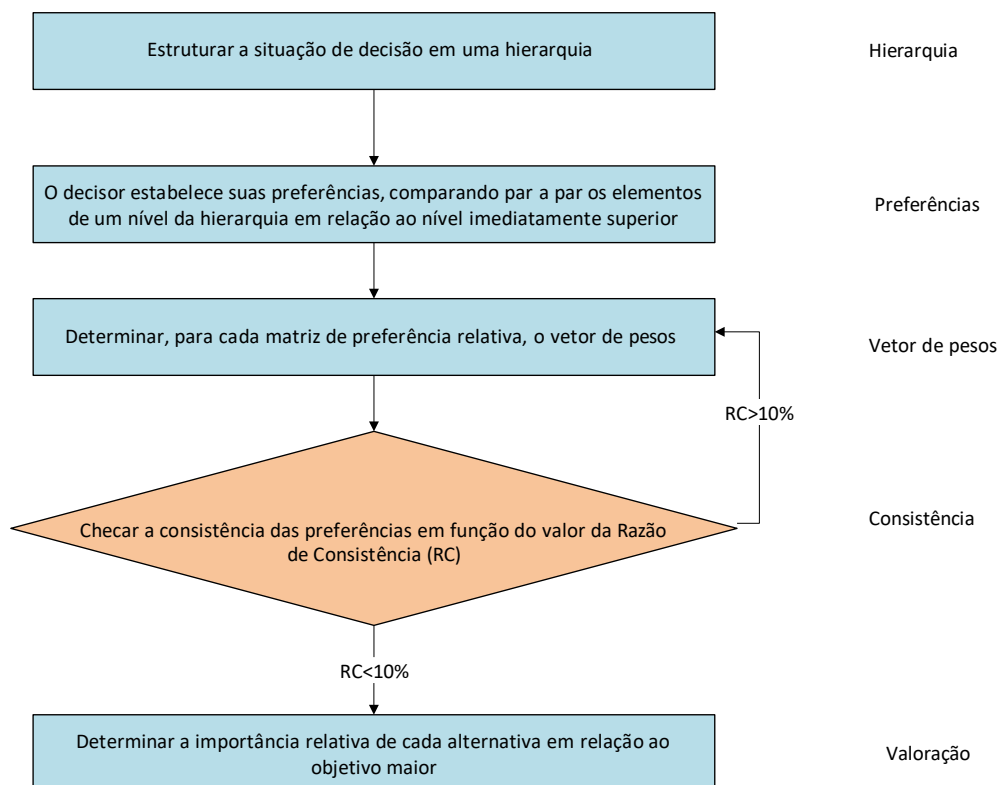 Estruturar a situação de decisão em uma hierarquia
Hierarquia
O decisor estabelece suas preferências, comparando par a par os elementos
de um nível da hierarquia em relação ao nível imediatamente superior
Preferências
Determinar, para cada matriz de preferência relativa, o vetor de pesos
Vetor de pesos
RC>10%
Checar a consistência das preferências em função do valor da Razão
de Consistência (RC)
Consistência
RC<10%
Determinar a importância relativa de cada alternativa em relação ao
objetivo maior
Valoração